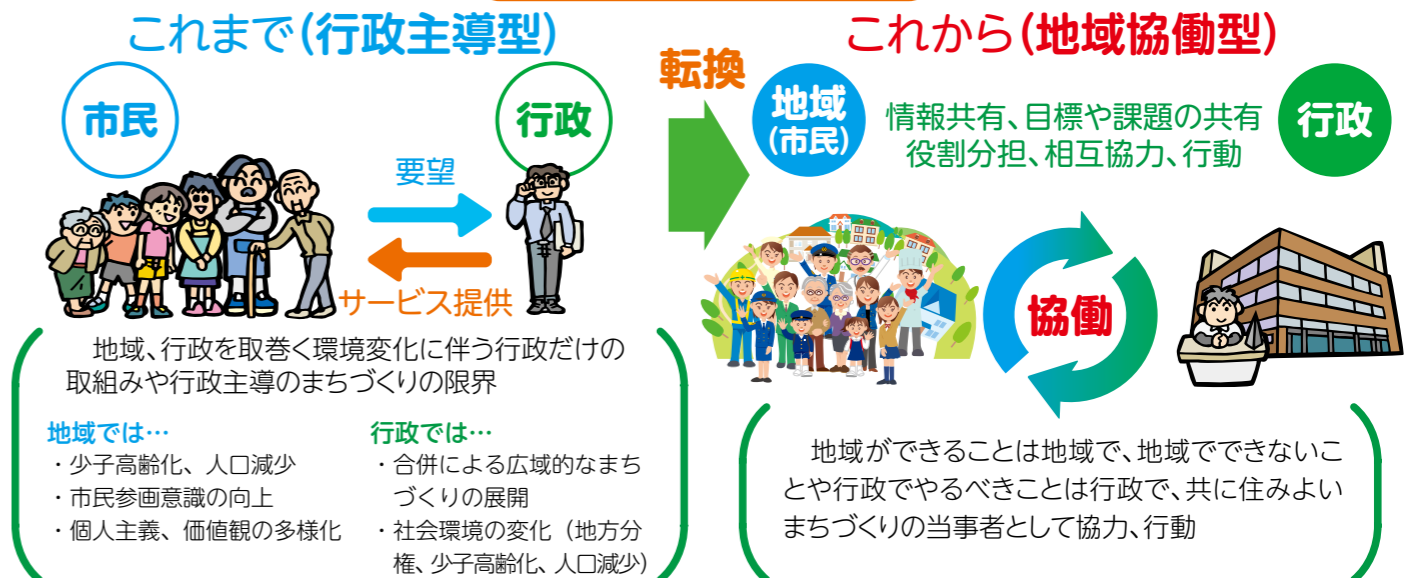 これまで(行政主導型)
市民
行政
要望
サービス提供
地域、行政を取巻く環境変化に伴う行政だけの
取組みや行政主導のまちづくりの限界
地域では…
・少子高齢化、人口減少
・市民参画意識の向上
・個人主義、価値観の多様化
行政では…
・合併による広域的なまち
づくりの展開
・社会環境の変化（地方分
権、少子高齢化、人口減少）
転換
これから(地域協働型)
地域
(市民)
情報共有、目標や課題の共有
役割分担、相互協力、行動
行政
協働
地域ができることは地域で、地域でできないこ
とや行政でやるべきことは行政で、共に住みよい
まちづくりの当事者として協力、行動